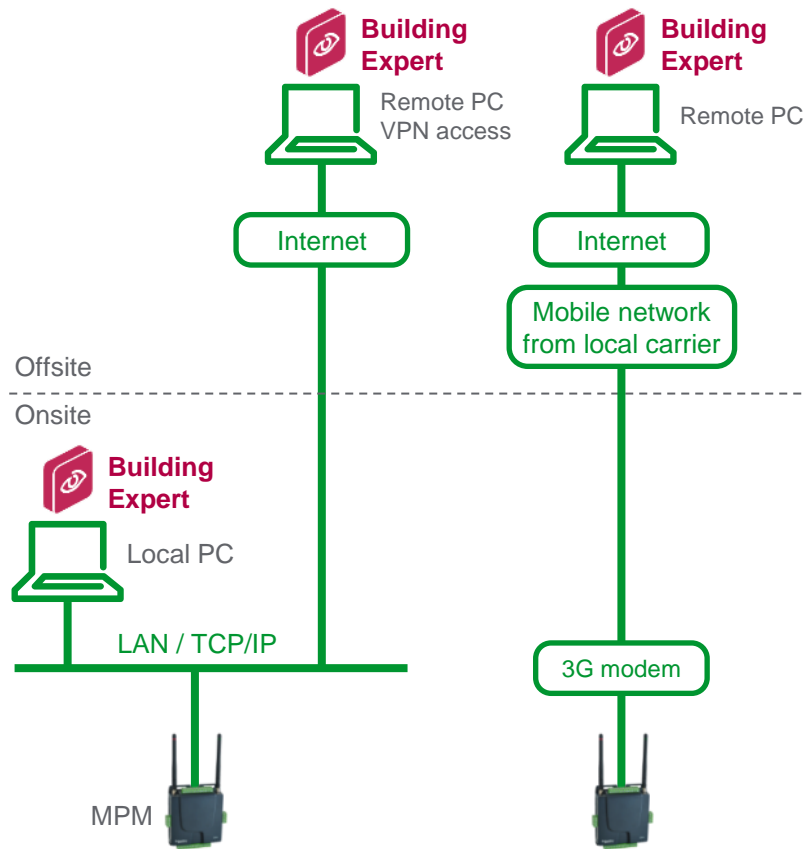 Building
Expert
Remote PC
VPN access
Internet
Building
Expert
Remote PC
Internet
Mobile network
from local carrier
Offsite
Onsite
Building
Expert
Local PC
LAN / TCP/IP
MPM
3G modem